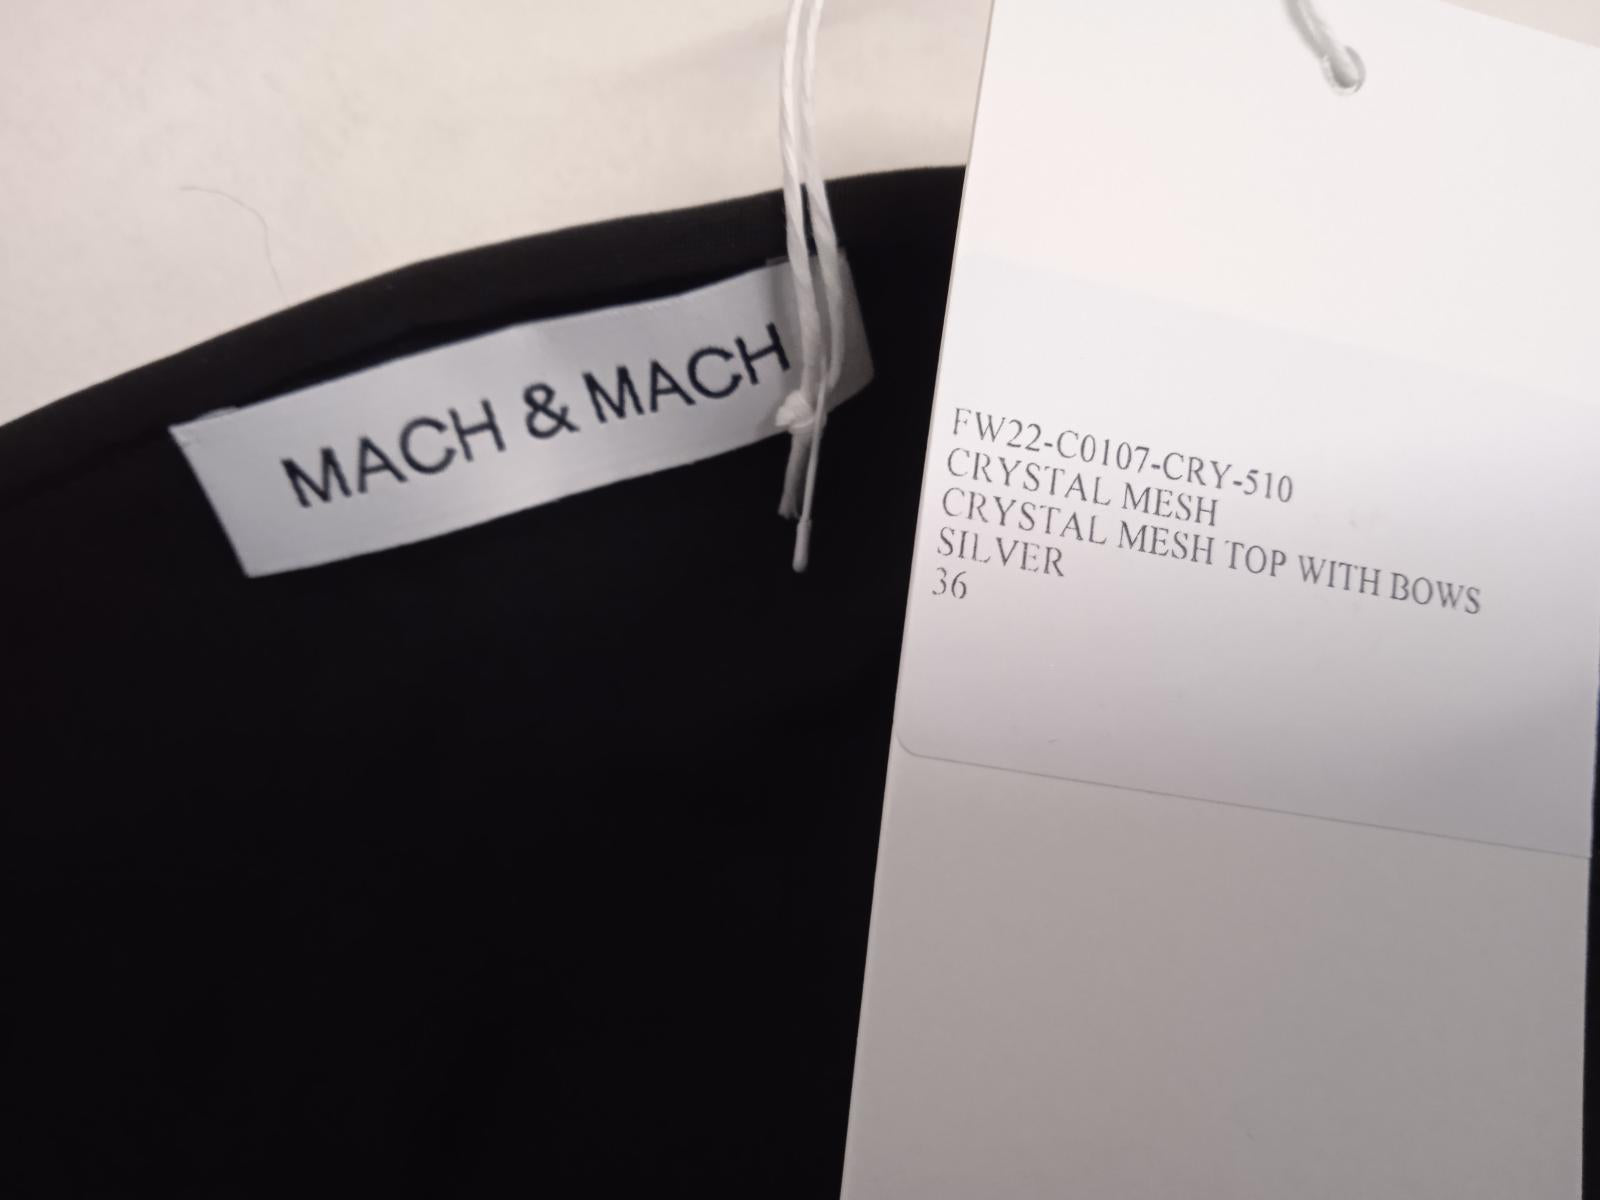 MACH & MACH
FW22-C0107-CRY-510
CRYSTAL MESH
CRYSTAL MESH TOP WITH BOWS
SILVER
36